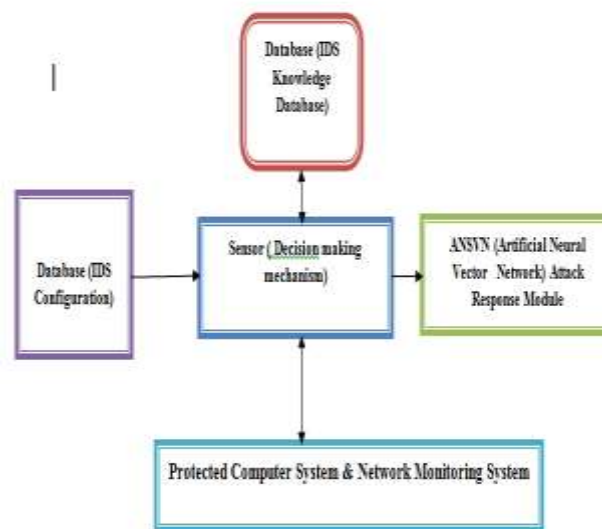 Database (IDS
Knowledge
Database)
Database (IDS
Configuration)
Sensor ( Decision making
mechanism)
ANSVN (Artificial Neural
Vector Network) Attack
Response Module
Protected Computer System & Network Monitoring System